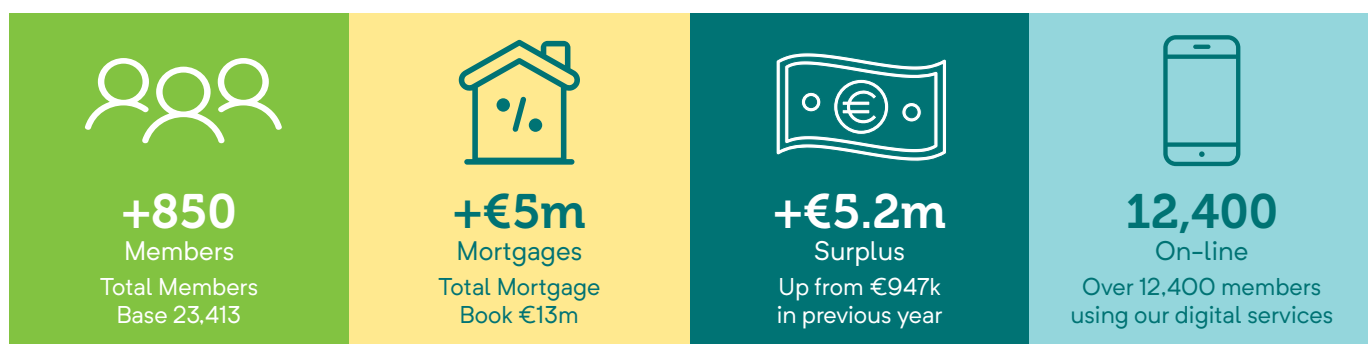 +850
Members
Total Members
Base 23,413
+€5m
Mortgages
Total Mortgage
Book €13m
+€5.2m
Surplus
Up from €947k
in previous year
12,400
On-line
Over 12,400 members
using our digital services